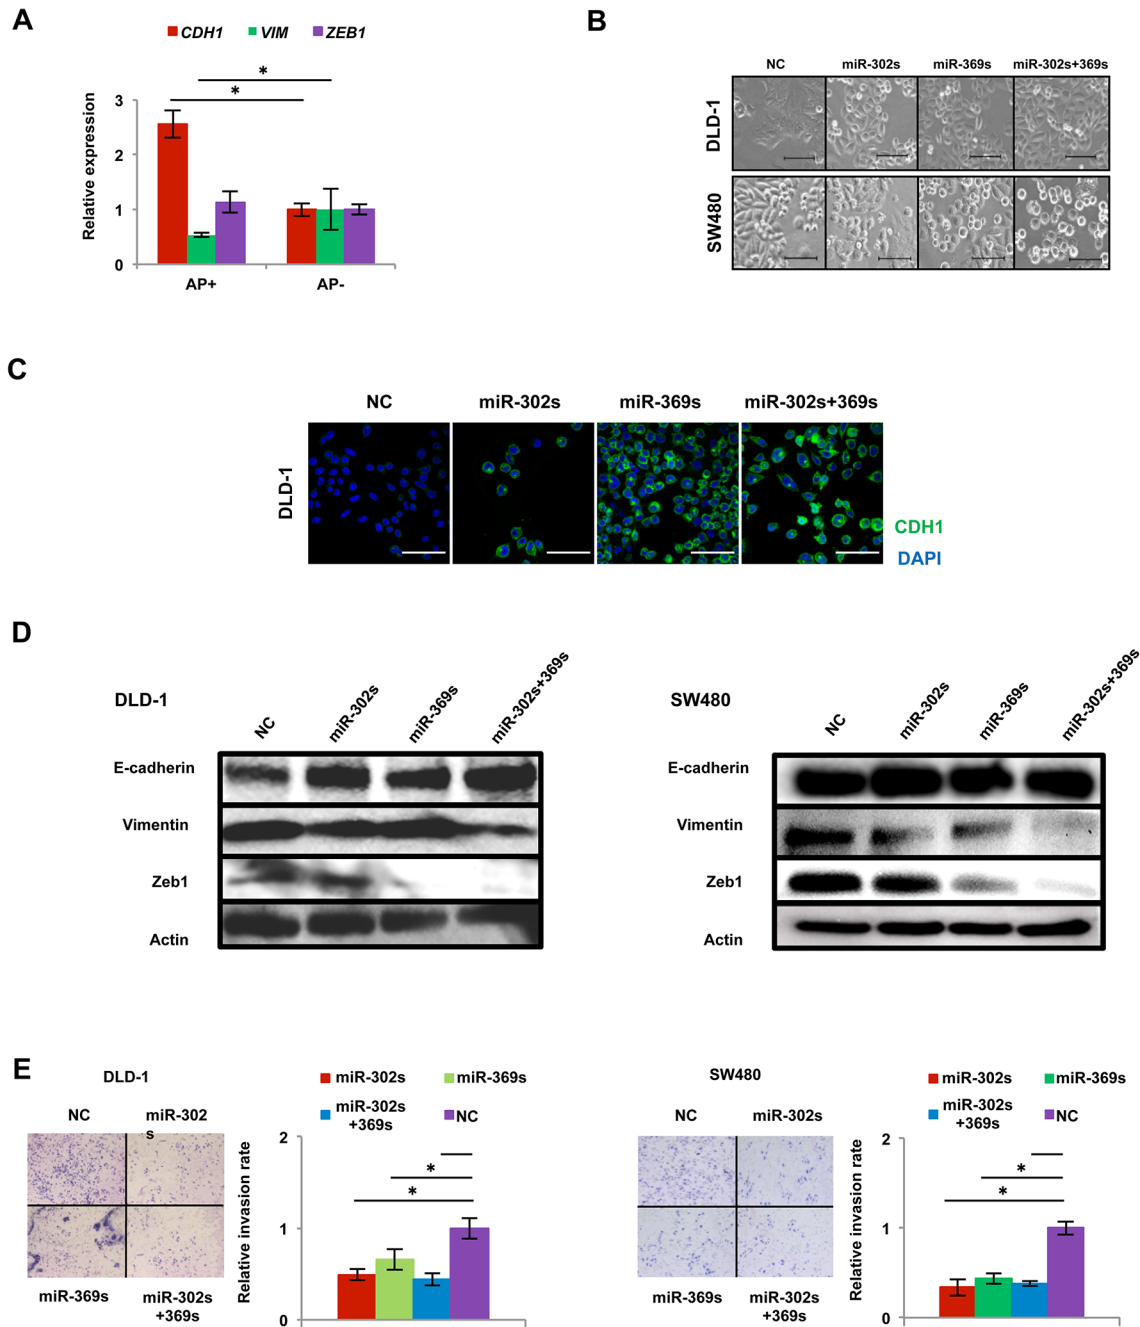 A
CDH1 VIM ZEB1
*
*
Relative expression
3
2
1
0
AP+ AP-
B
NC miR-302s miR-369s miR-302s+369s
DLD-1
SW480
C
NC miR-302s miR-369s miR-302s+369s
DLD-1
CDH1
DAPI
D
DLD-1
NC miR-302s miR-369s miR-302s+369s
E-cadherin
Vimentin
Zeb1
Actin
SW480
NC miR-302s miR-369s miR-302s+369s
E-cadherin
Vimentin
Zeb1
Actin
E
DLD-1
NC miR-302
s
miR-369s miR-302s
+369s
miR-302s miR-369s
miR-302s
+369s NC
Relative invasion rate
2
1
0
*
*
SW480
NC miR-302s
miR-369s miR-302s
+369s
miR-302s miR-369s
miR-302s
+369s NC
Relative invasion rate
2
1
0
*
*